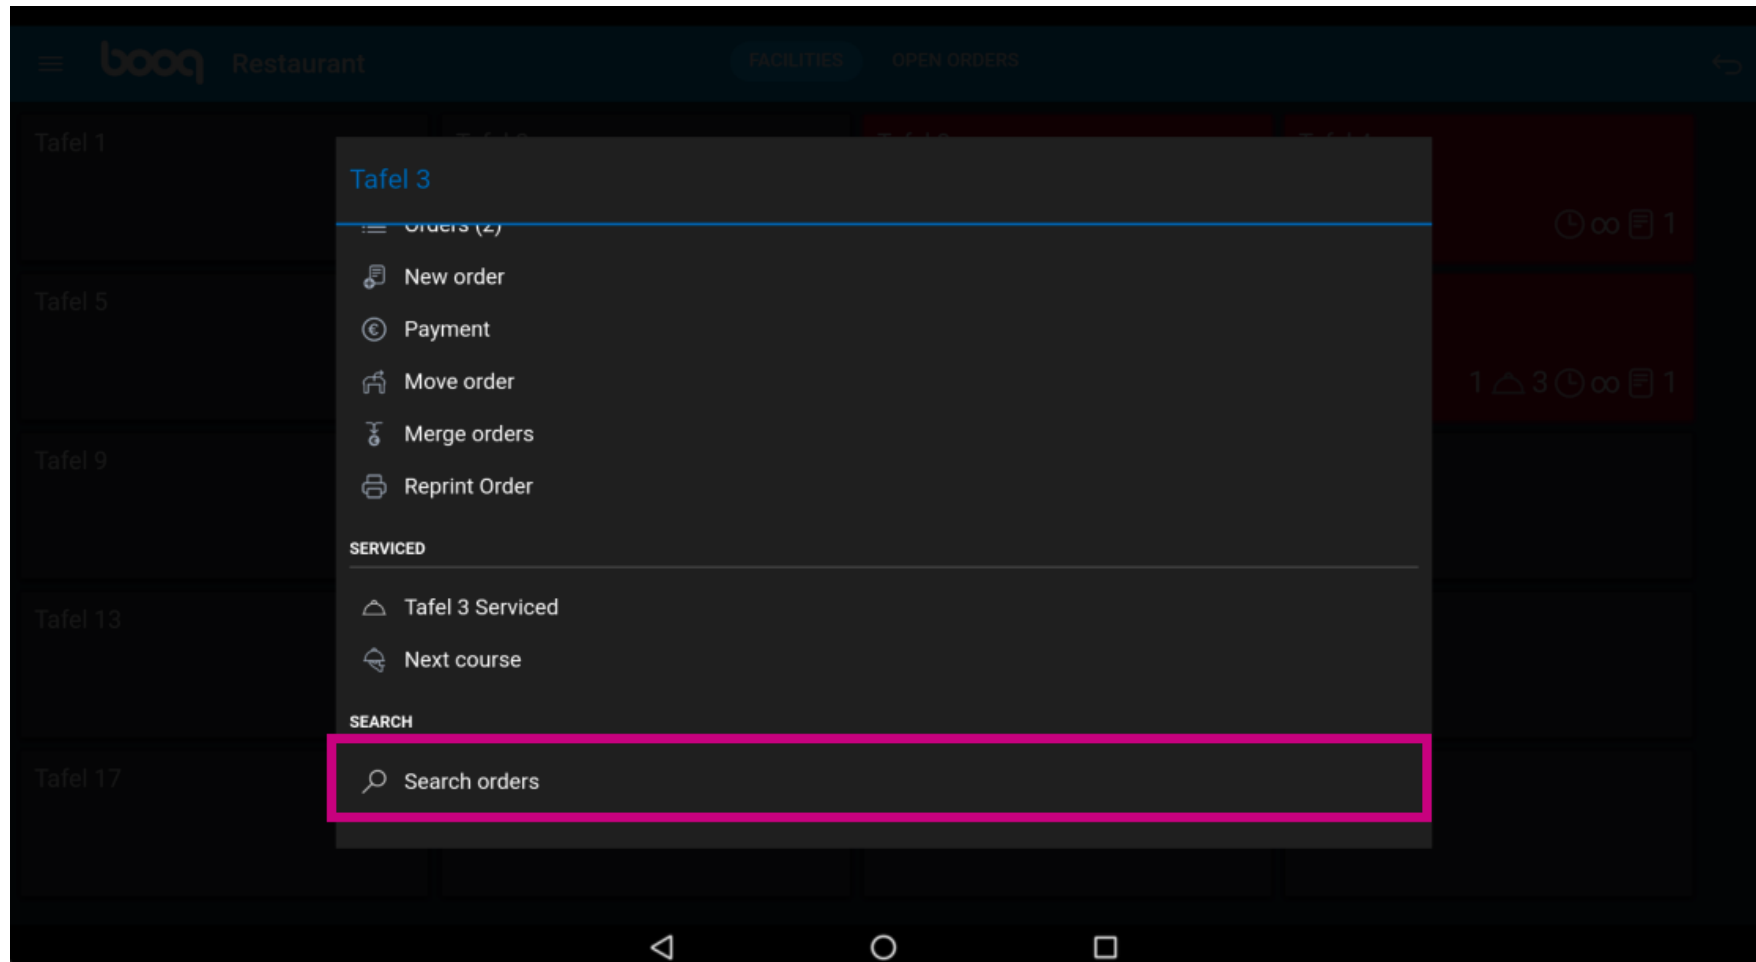 booq Restaurant FACILITIES OPEN ORDERS
Tafel 1
Tafel 3
Orders (2)
∞ 1
New order
Tafel 5
Payment
Move order
1 3 ∞ 1
Merge orders
Tafel 9
Reprint Order
SERVICED
Tafel 3 Serviced
Tafel 13
Next course
SEARCH
Tafel 17
Search orders